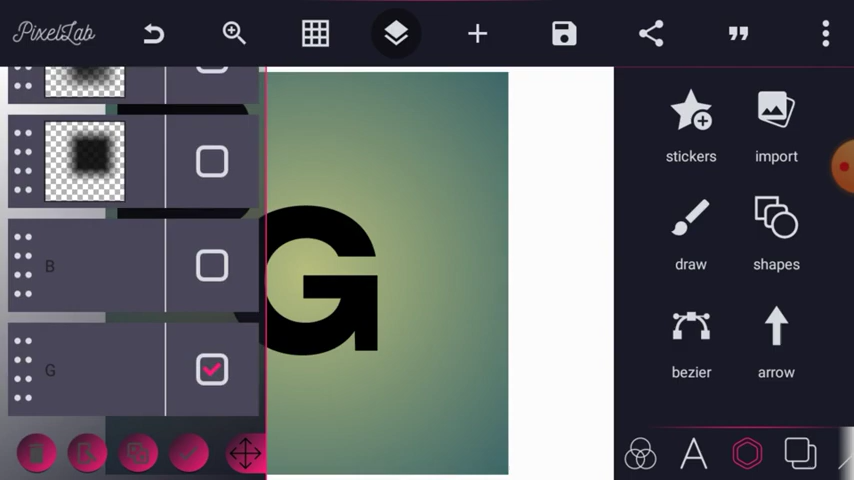 PixelLab
stickers
import
draw
shapes
B
G
G
bezier
arrow
A